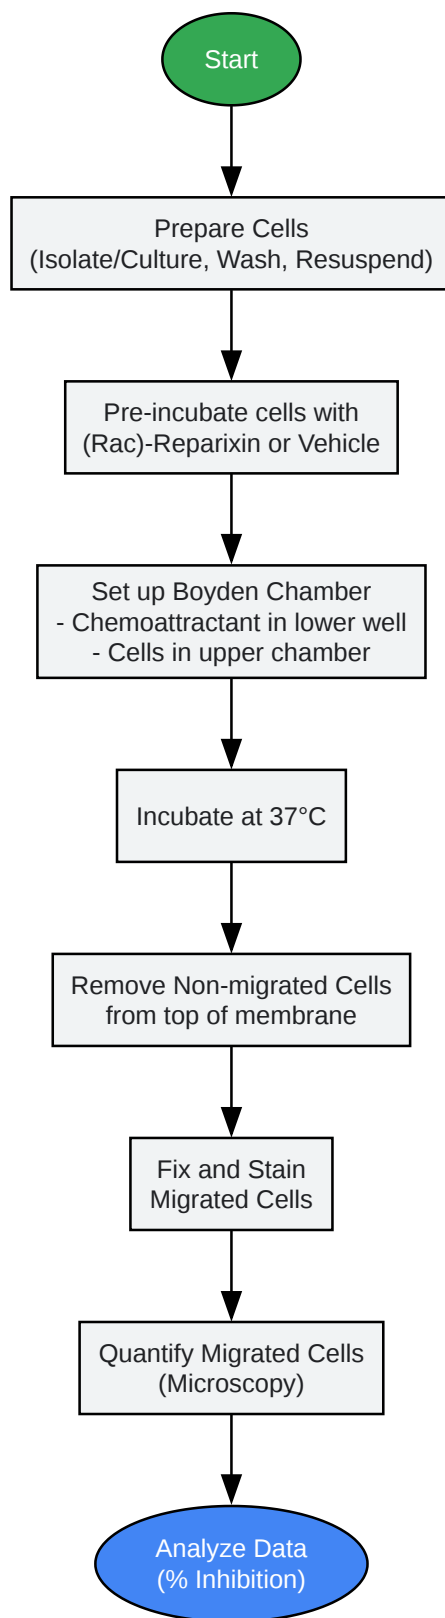 Start
Prepare Cells
(Isolate/Culture, Wash, Resuspend)
Pre-incubate cells with
(Rac)-Reparixin or Vehicle
Set up Boyden Chamber
- Chemoattractant in lower well
- Cells in upper chamber
Incubate at 37°C
Remove Non-migrated Cells
from top of membrane
Fix and Stain
Migrated Cells
Quantify Migrated Cells
(Microscopy)
Analyze Data
(% Inhibition)